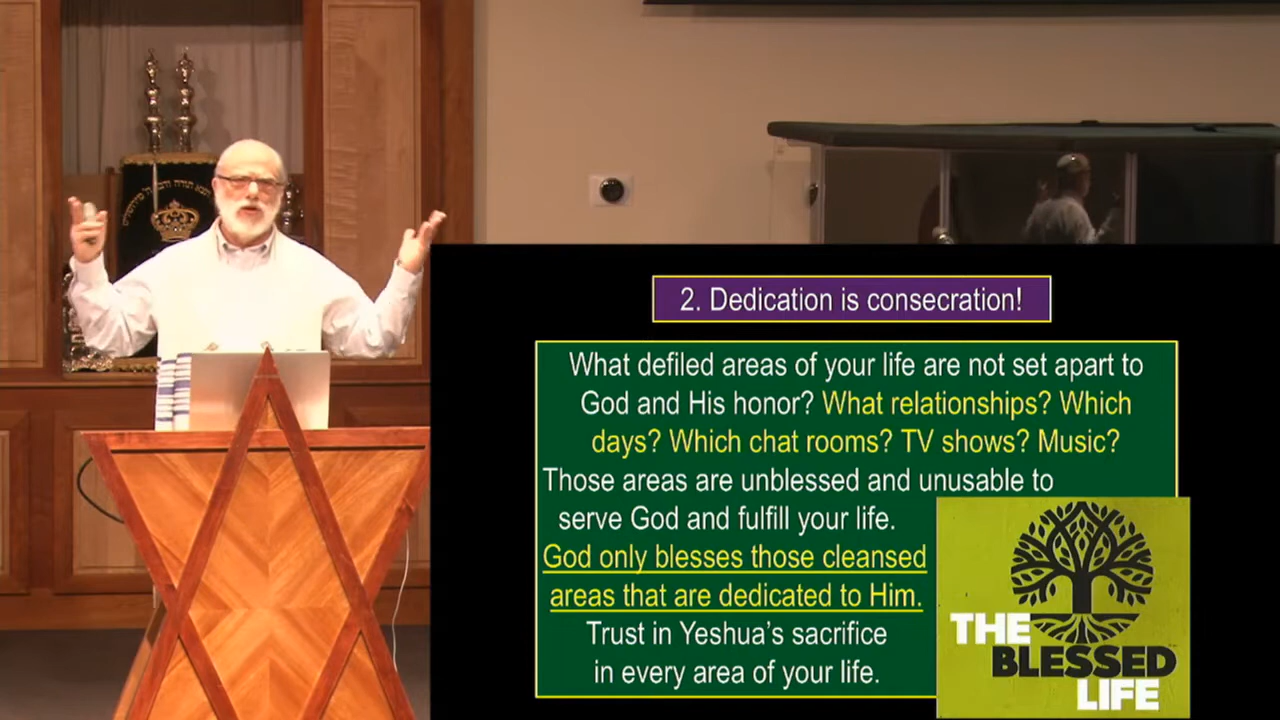 2. Dedication is consecration!
What defiled areas of your life are not set apart to
God and His honor? What relationships? Which
days? Which chat rooms? TV shows? Music?
Those areas are unblessed and unusable to
serve God and fulfill your life.
God only blesses those cleansed
areas that are dedicated to Him.
Trust in Yeshua's sacrifice
in every area of your life.
THE
BLESSED
LIFE